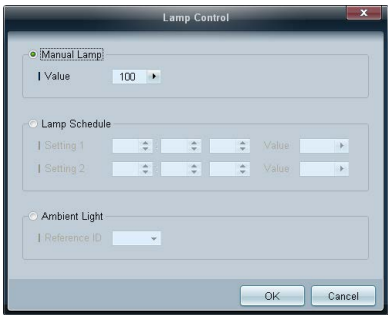 Lamp Control
Manual Lamp
Value 100
Lamp Schedule
Setting 1 Value
Setting 2 Value
Ambient Light
Reference ID
OK Cancel